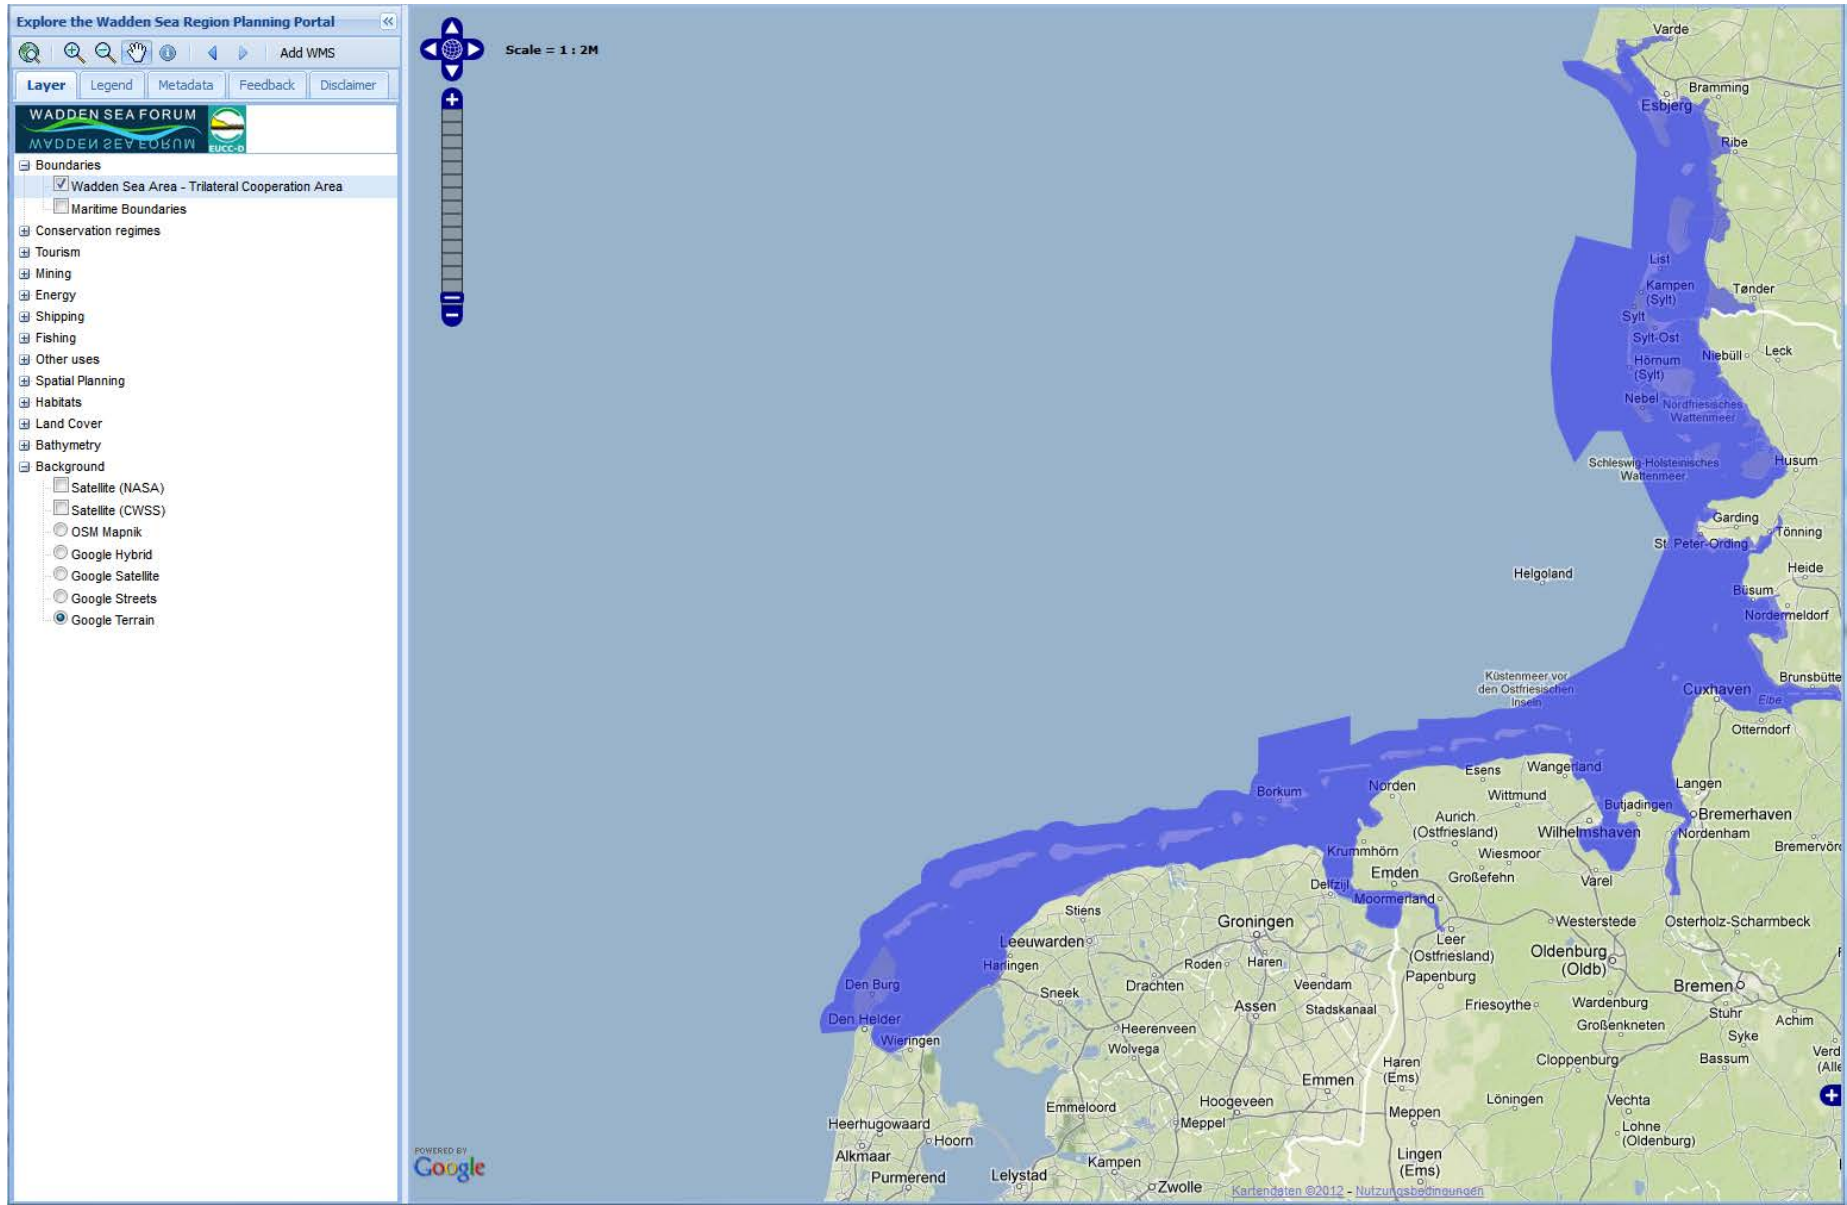 Explore the Wadden Sea Region Planning Portal
Add WMS
Layer Legend Metadata Feedback Disclaimer
WADDEN SEA FORUM
WADDEN SEA FORUM
EUCC-D
Boundaries
Wadden Sea Area - Trilateral Cooperation Area
Maritime Boundaries
Conservation regimes
Tourism
Mining
Energy
Shipping
Fishing
Other uses
Spatial Planning
Habitats
Land Cover
Bathymetry
Background
Satellite (NASA)
Satellite (CWSS)
OSM Mapnik
Google Hybrid
Google Satellite
Google Streets
Google Terrain
Scale = 1 : 2M
Varde
Bramming
Esbjerg
Ribe
List
Kampen
(Sylt)
Tønder
Sylt
Sylt-Ost
Niebüll
Leck
Hörnum
(Sylt)
Nebel
Nordfriesisches
Wattenmeer
Schleswig-Holsteinisches
Wattenmeer
Husum
Garding
Tönning
St. Peter-Ording
Helgoland
Heide
Büsum
Nordermeldorf
Küstenmeer vor
den Ostfriesischen
Inseln
Cuxhaven
Brunsbütte
Elbe
Otterndorf
Esens
Wangerland
Langen
Borkum
Norden
Wittmund
Butjadingen
Bremerhaven
Aurich
(Ostfriesland)
Wilhelmshaven
Nordenham
Bremervörd
Krummhörn
Wiesmoor
Emden
Großefehn
Varel
Delfzijl
Moormerland
Stiens
Groningen
Westerstede
Osterholz-Scharmbeck
Leeuwarden
Leer
(Ostfriesland)
Oldenburg
(Oldb)
Harlingen
Roden
Haren
Papenburg
Den Burg
Sneek
Drachten
Veendam
Bremen
Assen
Stadskanaal
Friesoythe
Wardenburg
Stuhr
Achim
Den Helder
Heerenveen
Großenkneten
Syke
Wieringen
Wolvega
Haren
(Ems)
Cloppenburg
Bassum
Verd
(Alle
Emmen
Emmeloord
Hoogeveen
Meppel
Meppen
Löningen
Vechta
Heerhugowaard
Hoorn
Lohne
(Oldenburg)
Alkmaar
Kampen
Lingen
(Ems)
Purmerend
Lelystad
Zwolle
POWERED BY
Google
Kartendaten ©2012 - Nutzungsbedingungen